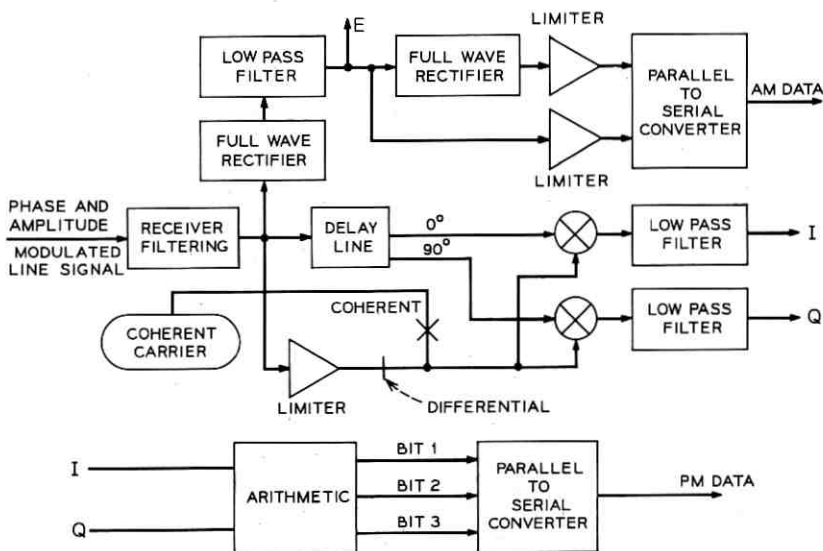 E
LIMITER
LOW PASS
FILTER
FULL WAVE
RECTIFIER
PARALLEL
TO
SERIAL
CONVERTER
AM DATA
FULL WAVE
RECTIFIER
LIMITER
PHASE AND
AMPLITUDE
MODULATED
LINE SIGNAL
RECEIVER
FILTERING
DELAY
LINE
0°
90°
LOW PASS
FILTER
I
COHERENT
CARRIER
COHERENT
LOW PASS
FILTER
Q
LIMITER
DIFFERENTIAL
I
Q
ARITHMETIC
BIT 1
BIT 2
BIT 3
PARALLEL
TO
SERIAL
CONVERTER
PM DATA